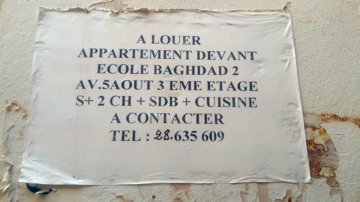 A LOUER
APPARTEMENT DEVANT
ECOLE BAGHDAD 2
AV.5AOUT 3 EME ETAGE
S+ 2 CH + SDB + CUISINE
A CONTACTER
TEL : 28.635 609